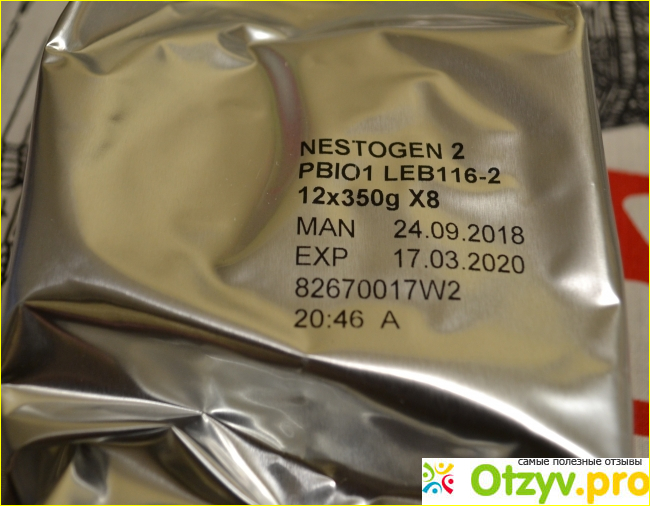 NESTOGEN 2
PBIO1 LEB116-2
12x350g X8
MAN 24.09.2018
EXP 17.03.2020
82670017W2
20:46 A
самые полезные отзывы
Otzyv.pro